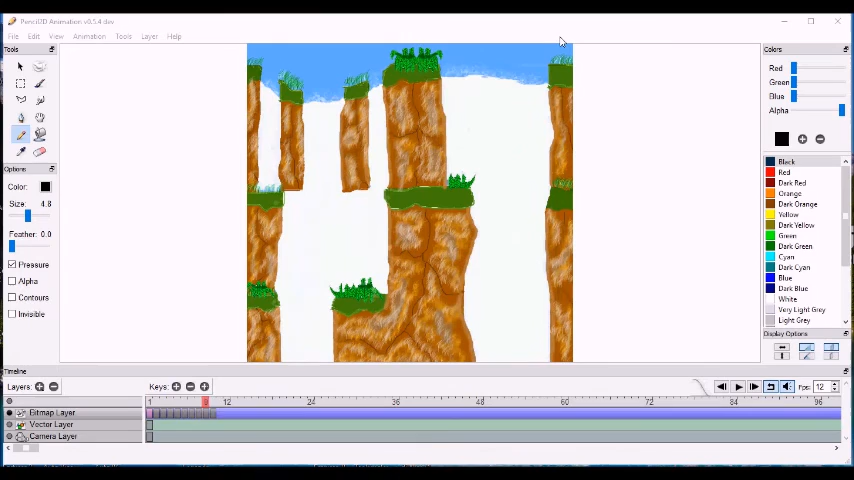 Pencil2D Animation v0.5.4 dev
File Edit View Animation Tools Layer Help
Tools
Colors
Red
Green
Blue
Alpha
Options
Color:
Size: 4.8
Feather: 0.0
Pressure
Alpha
Contours
Invisible
Black
Red
Dark Red
Orange
Dark Orange
Yellow
Dark Yellow
Green
Dark Green
Cyan
Dark Cyan
Blue
Dark Blue
White
Very Light Grey
Light Grey
Display Options
Timeline
Layers: Keys: Fps: 12
1 9 12 24 36 48 60 72 84 96
Bitmap Layer
Vector Layer
Camera Layer